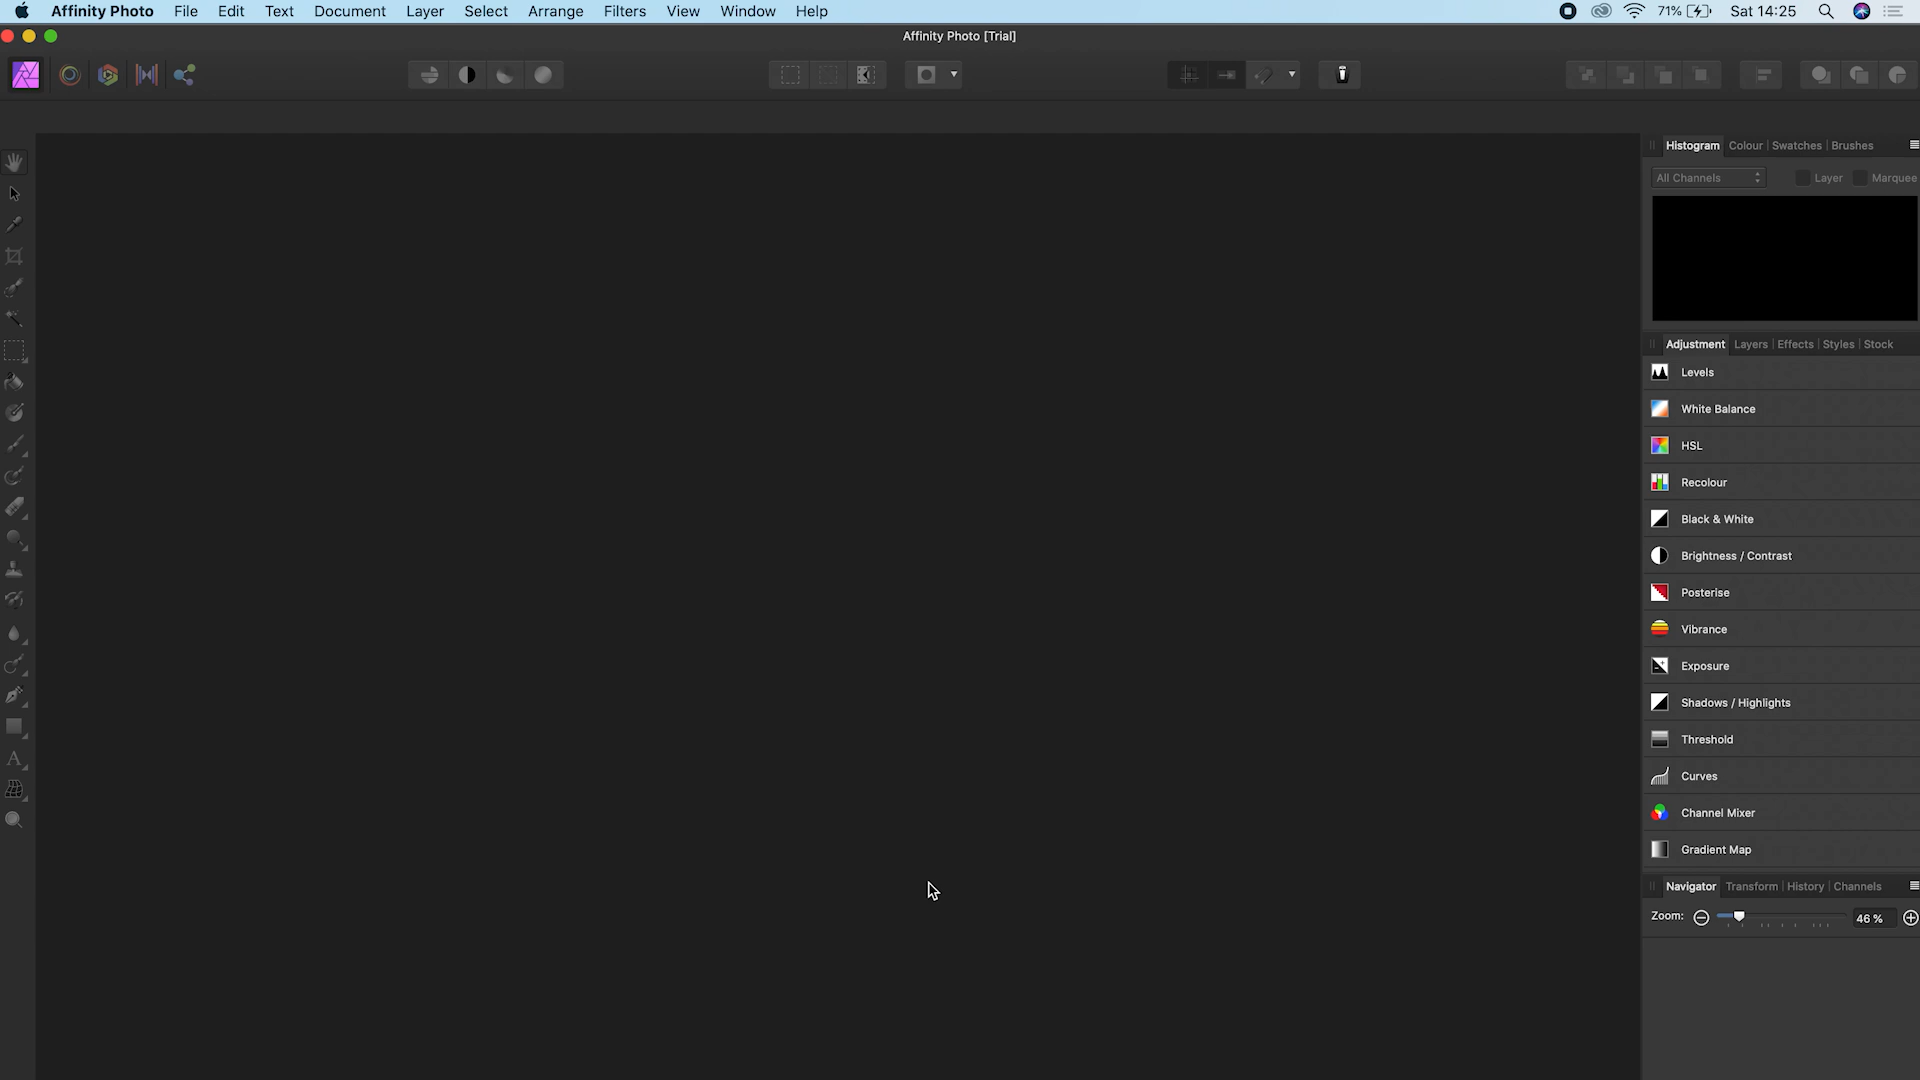 Affinity Photo File Edit Text Document Layer Select Arrange Filters View Window Help 71% Sat 14:25
Affinity Photo [Trial]
Histogram Colour Swatches Brushes
All Channels Layer Marquee
Adjustment Layers Effects Styles Stock
Levels
White Balance
HSL
Recolour
Black & White
Brightness / Contrast
Posterise
Vibrance
Exposure
Shadows / Highlights
Threshold
Curves
Channel Mixer
Gradient Map
Navigator Transform History Channels
Zoom: 46 %